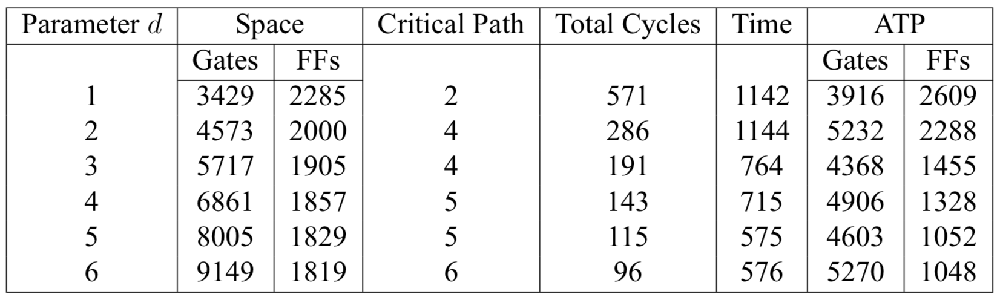 Parameter d Space Critical Path Total Cycles Time ATP
Gates FFs Gates FFs
1 3429 2285 2 571 1142 3916 2609
2 4573 2000 4 286 1144 5232 2288
3 5717 1905 4 191 764 4368 1455
4 6861 1857 5 143 715 4906 1328
5 8005 1829 5 115 575 4603 1052
6 9149 1819 6 96 576 5270 1048